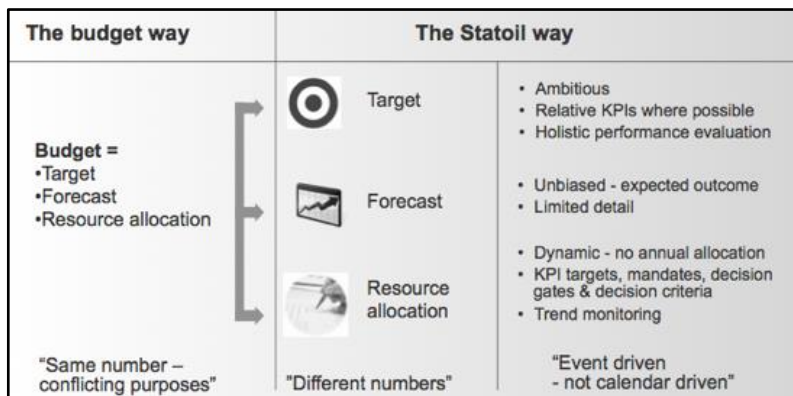 The budget way
The Statoil way
Budget =
•Target
•Forecast
•Resource allocation
Target
• Ambitious
• Relative KPIs where possible
• Holistic performance evaluation
Forecast
• Unbiased - expected outcome
• Limited detail
Resource
allocation
• Dynamic - no annual allocation
• KPI targets, mandates, decision
gates & decision criteria
• Trend monitoring
“Same number –
conflicting purposes”
"Different numbers"
“Event driven
- not calendar driven”